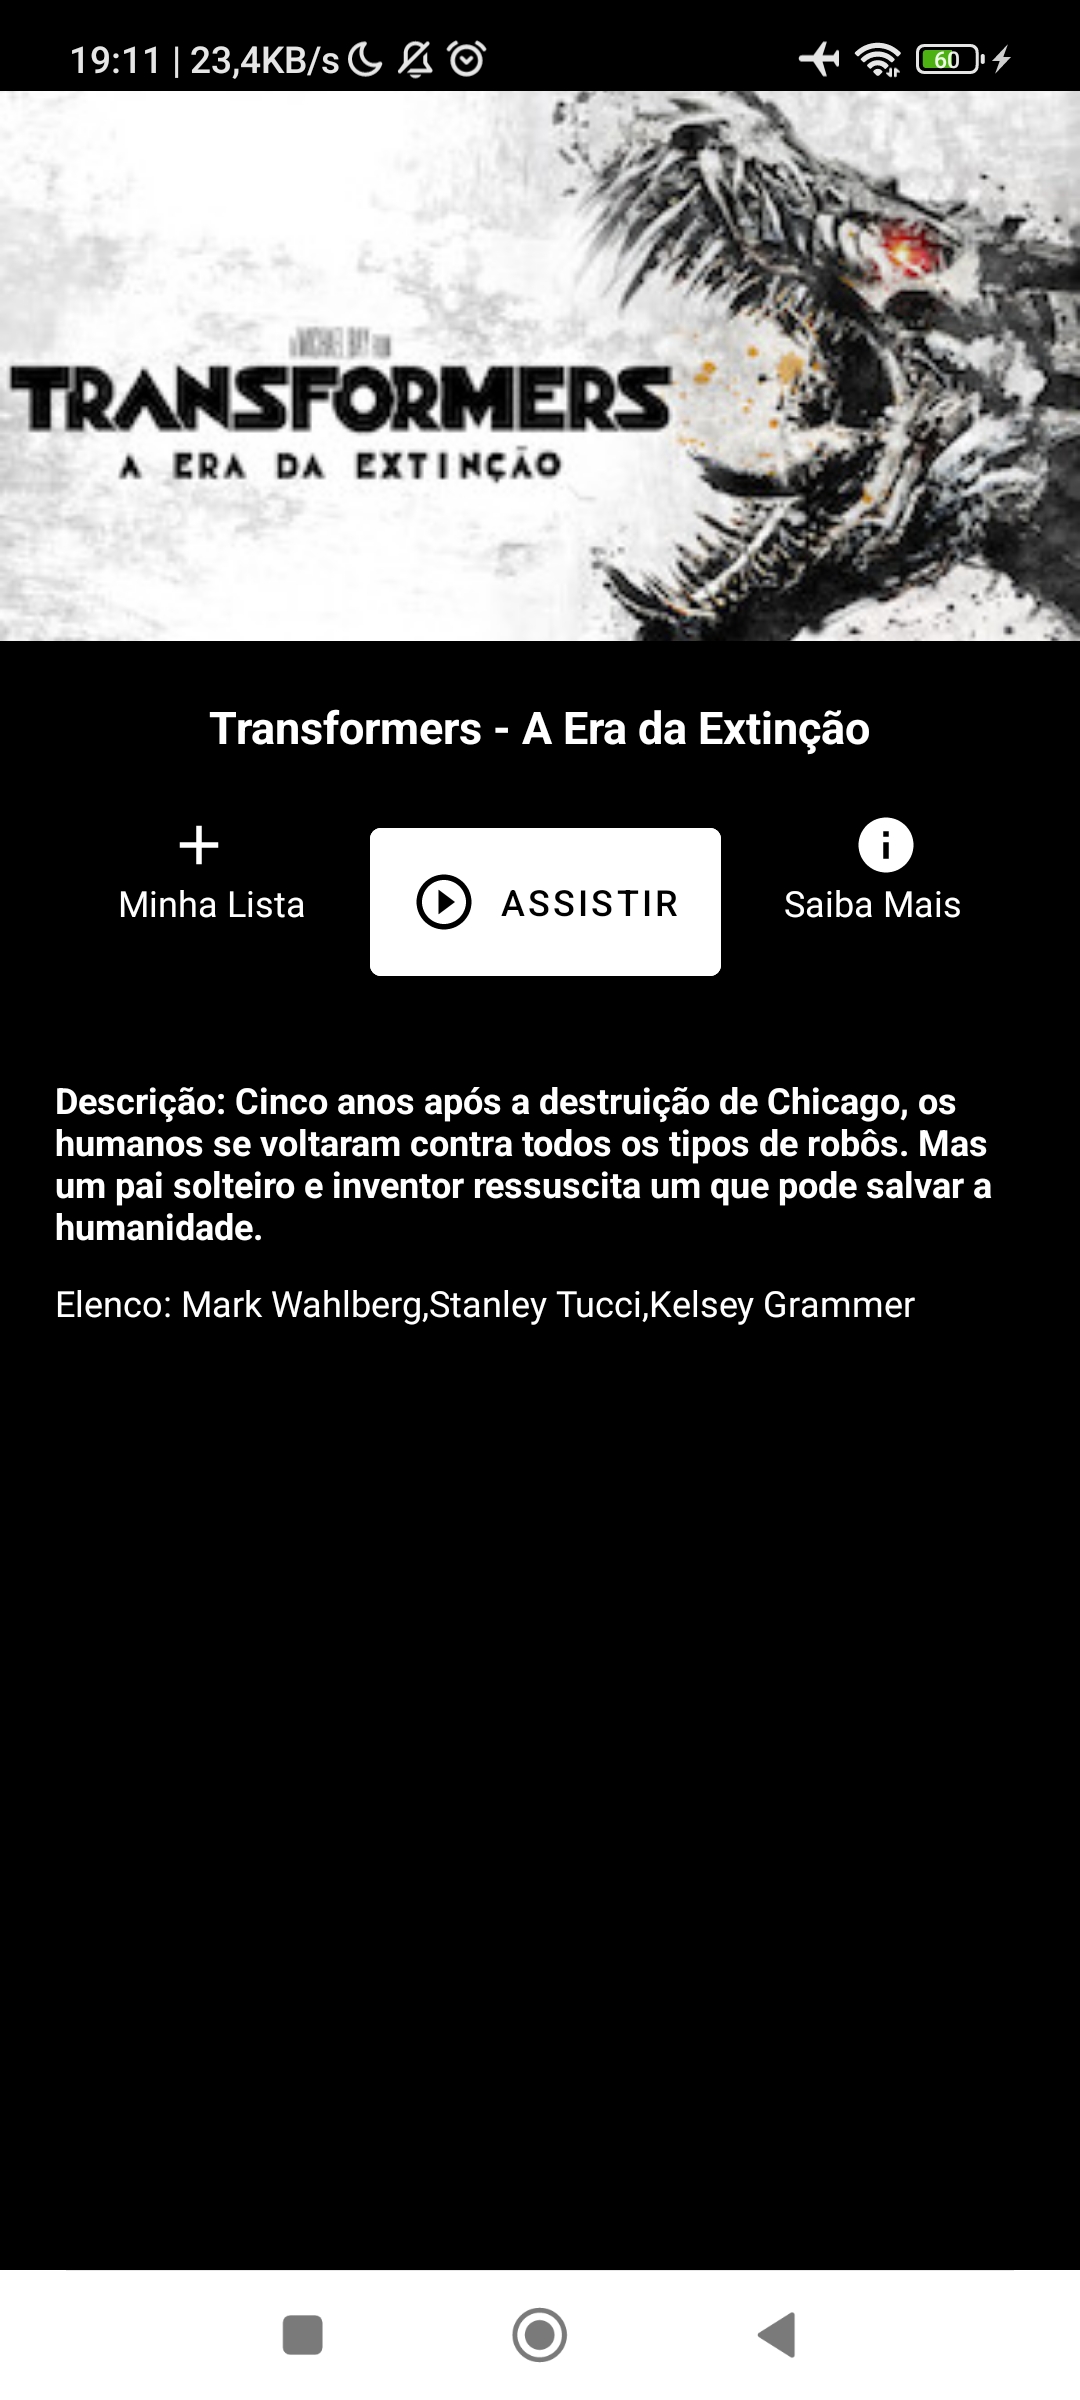 19:11 | 23,4KB/s
60
A MICHAEL BAY FILM
TRANSFORMERS
A ERA DA EXTINÇÃO
Transformers - A Era da Extinção
Minha Lista
ASSISTIR
Saiba Mais
Descrição: Cinco anos após a destruição de Chicago, os
humanos se voltaram contra todos os tipos de robôs. Mas
um pai solteiro e inventor ressuscita um que pode salvar a
humanidade.
Elenco: Mark Wahlberg,Stanley Tucci,Kelsey Grammer